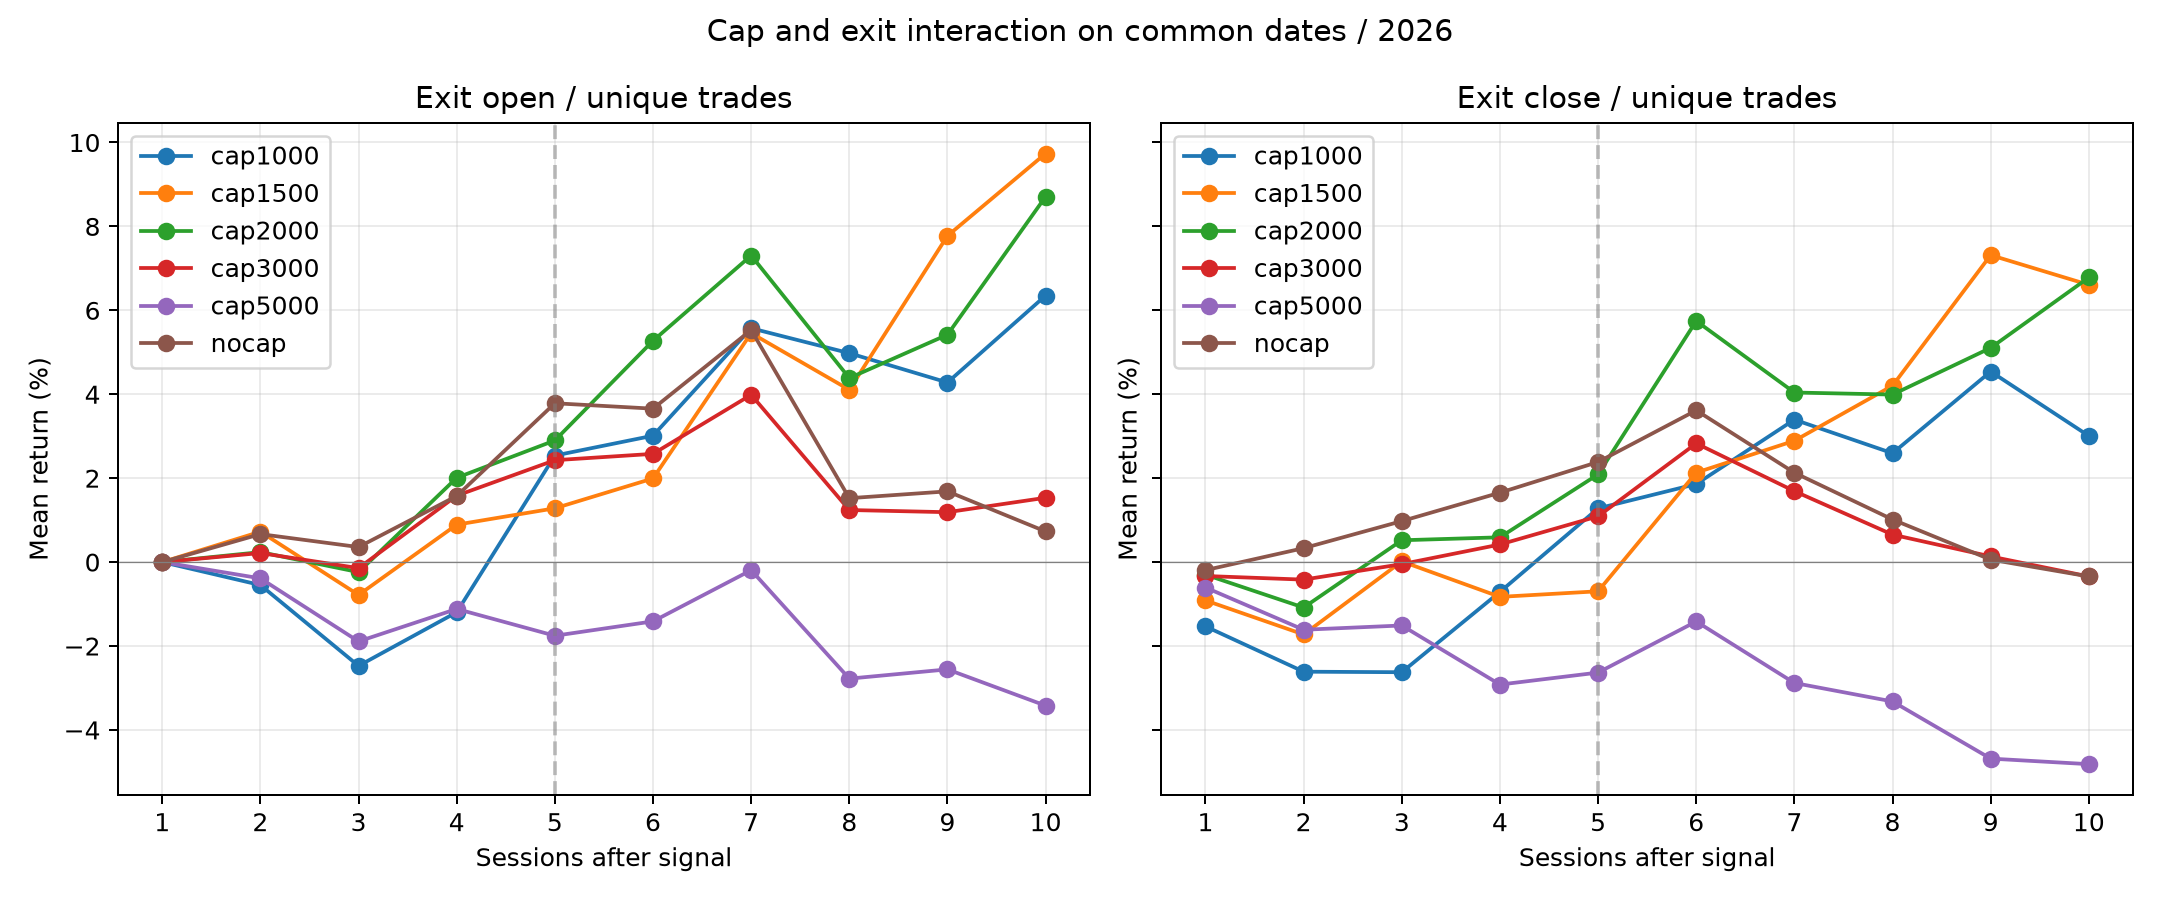 Cap and exit interaction on common dates / 2026
Exit open / unique trades
cap1000
cap1500
cap2000
cap3000
cap5000
nocap
10
8
6
4
2
0
−2
−4
Mean return (%)
1 2 3 4 5 6 7 8 9 10
Sessions after signal
Exit close / unique trades
cap1000
cap1500
cap2000
cap3000
cap5000
nocap
Mean return (%)
1 2 3 4 5 6 7 8 9 10
Sessions after signal